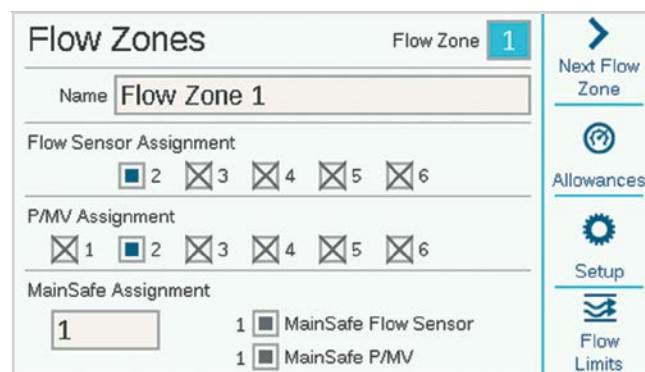 Flow Zones
Flow Zone 1
Name Flow Zone 1
Flow Sensor Assignment
2 3 4 5 6
P/MV Assignment
1 2 3 4 5 6
MainSafe Assignment
1
1 MainSafe Flow Sensor
1 MainSafe P/MV
Next Flow
Zone
Allowances
Setup
Flow
Limits